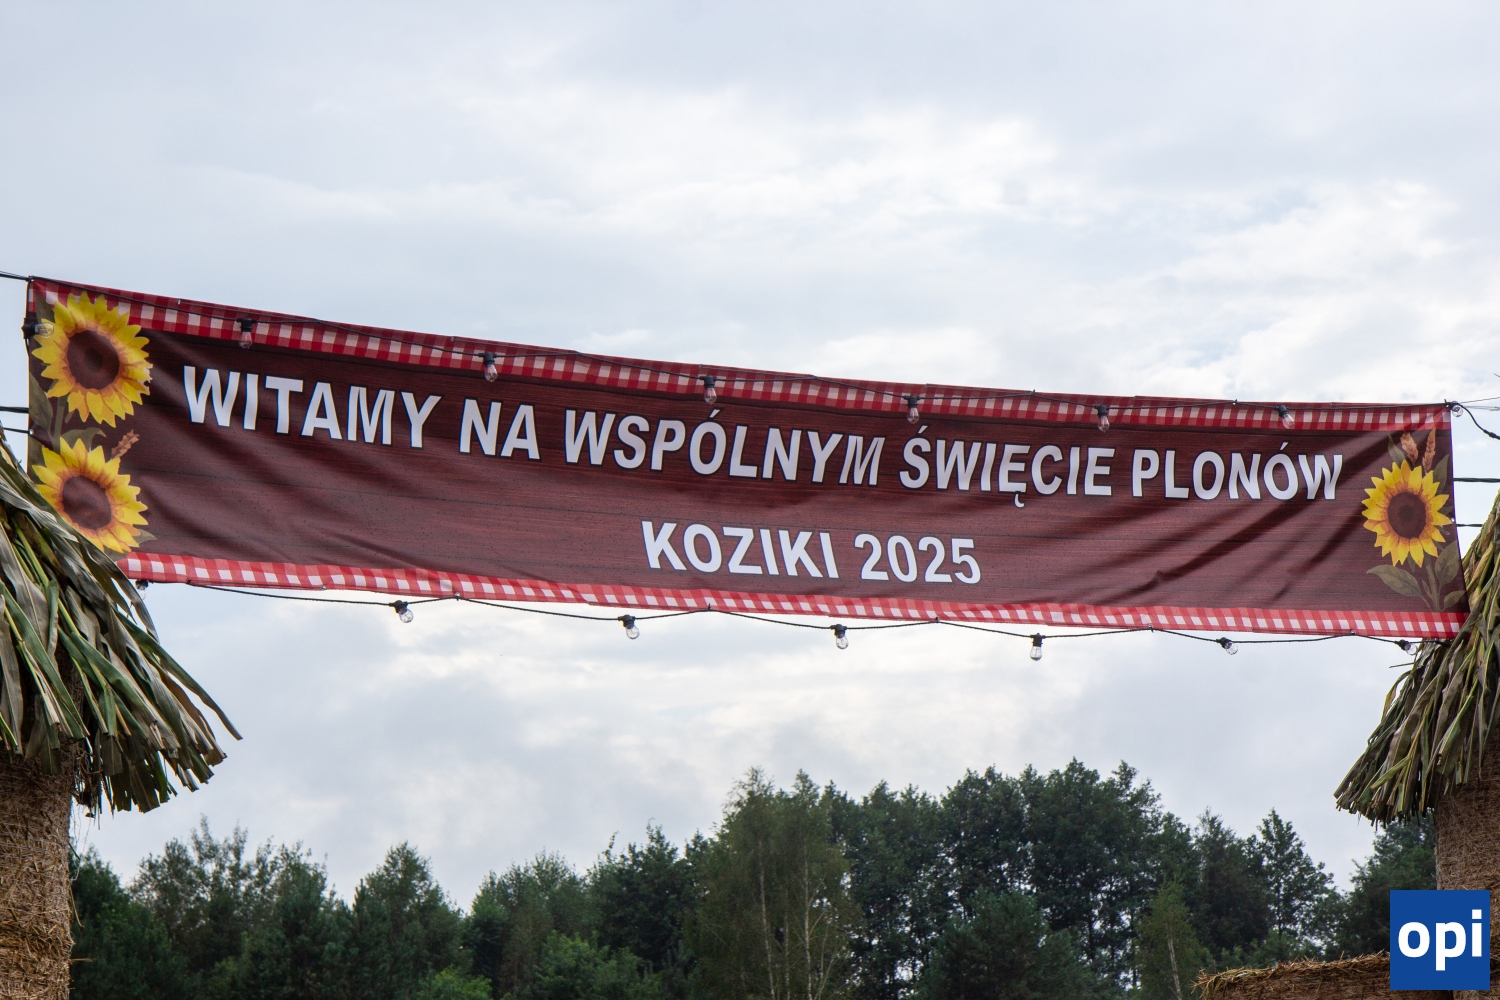 WITAMY NA WSPÓLNYM ŚWIĘCIE PLONÓW
KOZIKI 2025
opi